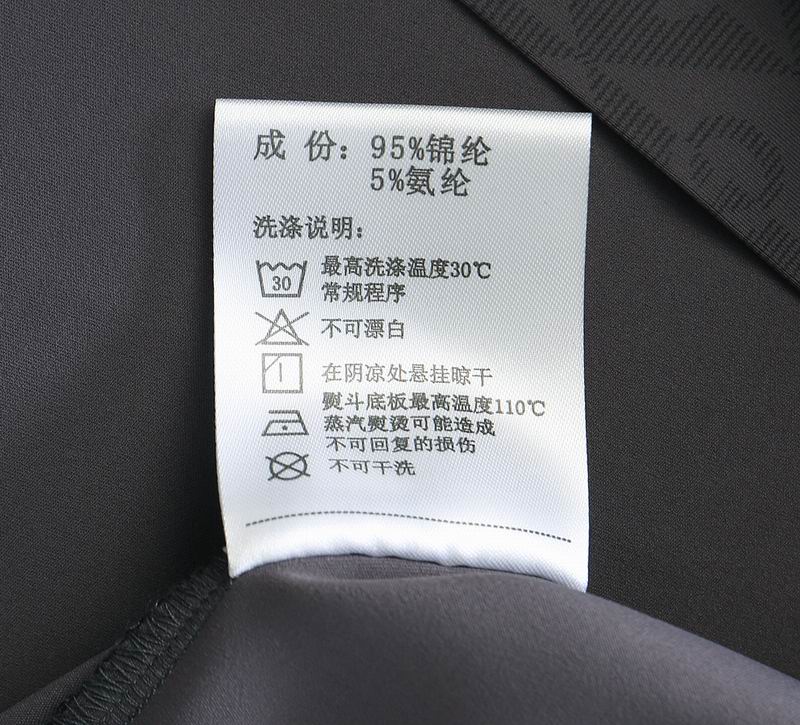 成 份：95%锦纶
5%氨纶
洗涤说明：
30
最高洗涤温度30℃
常规程序
不可漂白
在阴凉处悬挂晾干
熨斗底板最高温度110℃
蒸汽熨烫可能造成
不可回复的损伤
不可干洗